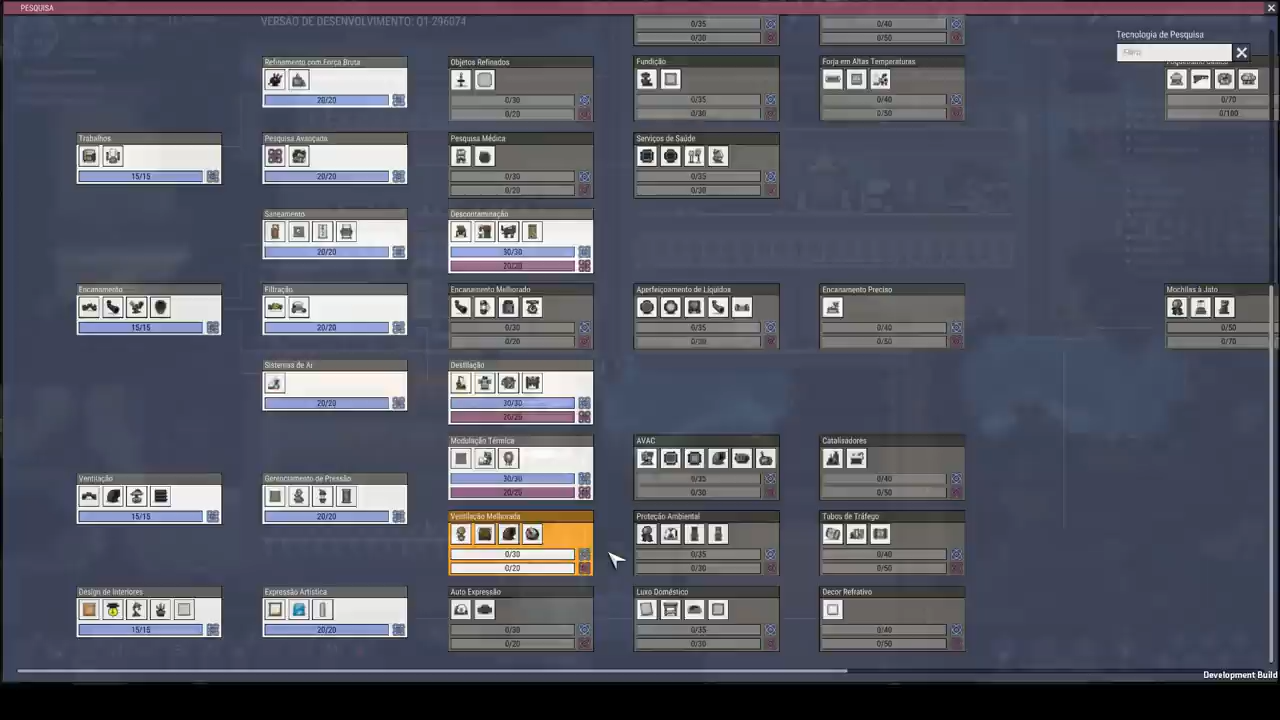 PESQUISA
VERSÃO DE DESENVOLVIMENTO: Q1-296074
0/35
0/30
0/40
0/50
Tecnologia de Pesquisa
Filtro
Refinamento com Força Bruta
20/20
Objetos Refinados
0/30
0/20
Fundição
0/35
0/30
Forja em Altas Temperaturas
0/40
0/50
0/70
0/100
Trabalhos
15/15
Pesquisa Avançada
20/20
Pesquisa Médica
0/30
0/20
Serviços de Saúde
0/35
0/30
Saneamento
20/20
Descontaminação
30/30
20/20
Encanamento
15/15
Filtração
20/20
Encanamento Melhorado
0/30
0/20
Aperfeiçoamento de Líquidos
0/35
0/30
Encanamento Preciso
0/40
0/50
Mochilas à Jato
0/50
0/70
Sistemas de Ar
20/20
Destilação
30/30
20/20
Modulação Térmica
30/30
20/20
AVAC
0/35
0/30
Catalisadores
0/40
0/50
Ventilação
15/15
Gerenciamento de Pressão
20/20
Ventilação Melhorada
0/30
0/20
Proteção Ambiental
0/35
0/30
Tubos de Tráfego
0/40
0/50
Design de Interiores
15/15
Expressão Artística
20/20
Auto Expressão
0/30
0/20
Luxo Doméstico
0/35
0/30
Decor Refrativo
0/40
0/50
Development Build